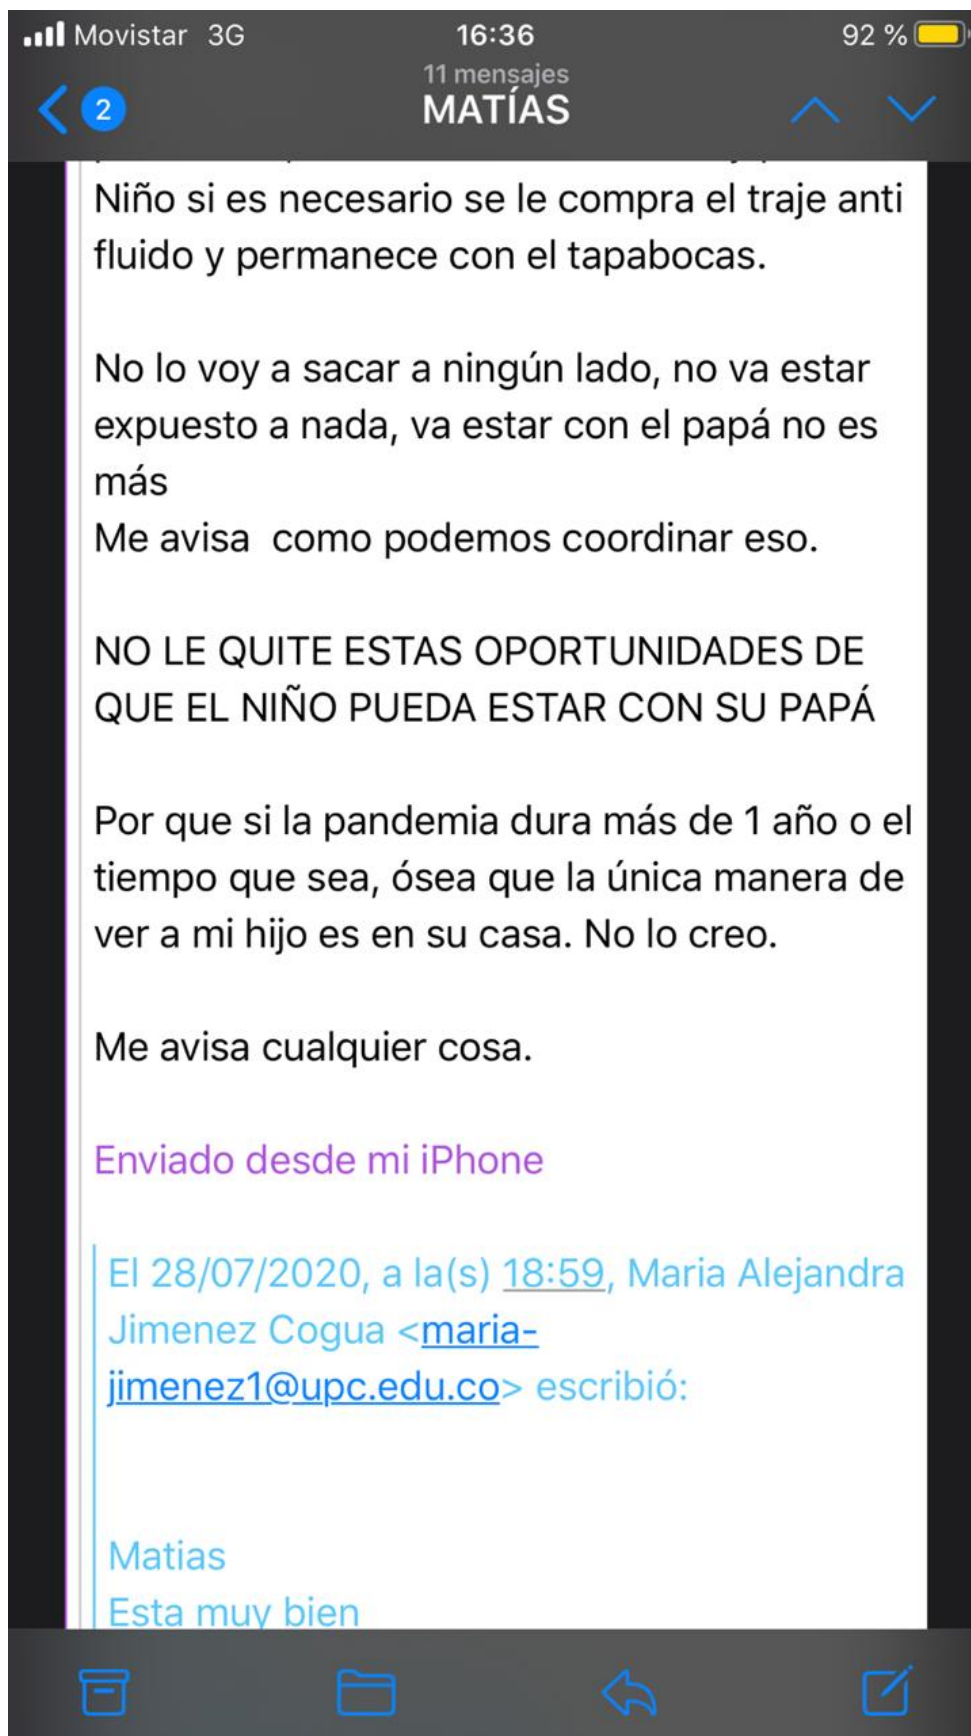 Movistar 3G 16:36 92 %
11 mensajes
2 MATÍAS
Niño si es necesario se le compra el traje anti
fluido y permanece con el tapabocas.
No lo voy a sacar a ningún lado, no va estar
expuesto a nada, va estar con el papá no es
más
Me avisa  como podemos coordinar eso.
NO LE QUITE ESTAS OPORTUNIDADES DE
QUE EL NIÑO PUEDA ESTAR CON SU PAPÁ
Por que si la pandemia dura más de 1 año o el
tiempo que sea, ósea que la única manera de
ver a mi hijo es en su casa. No lo creo.
Me avisa cualquier cosa.
Enviado desde mi iPhone
El 28/07/2020, a la(s) 18:59, Maria Alejandra
Jimenez Cogua <maria-
jimenez1@upc.edu.co> escribió:
Matias
Esta muy bien